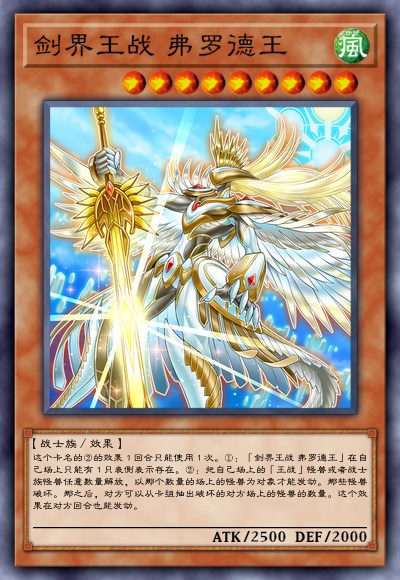 剑界王战 弗罗德王
風
【战士族/效果】
这个卡名的②的效果1回合只能使用1次。①:「剑界王战 弗罗德王」在自
己场上只能有1只表侧表示存在。②:把自己场上的「王战」怪兽或者战士
族怪兽任意数量解放,以那个数量的场上的怪兽为对象才能发动。那些怪兽
破坏。那之后,对方可以从卡组抽出破坏的对方场上的怪兽的数量。这个效
果在对方回合也能发动。
ATK/2500 DEF/2000